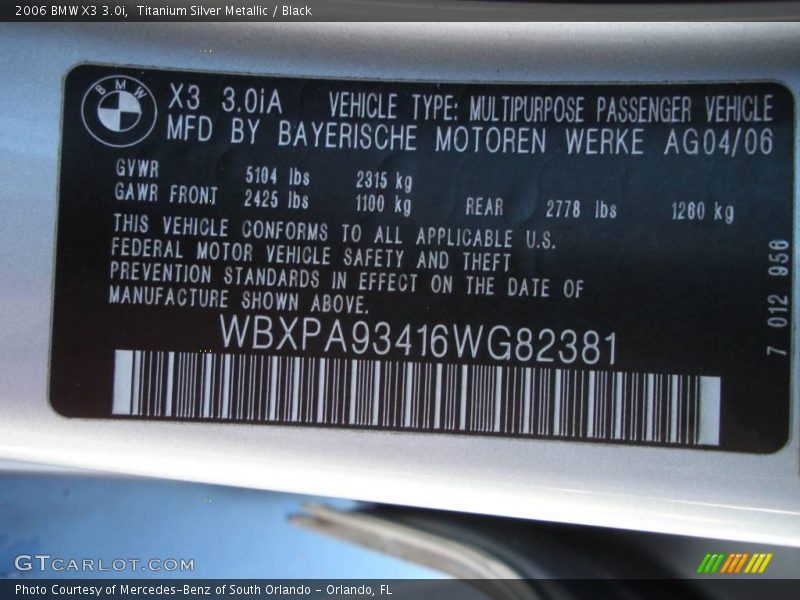 2006 BMW X3 3.0i, Titanium Silver Metallic / Black
BMW
X3 3.0iA VEHICLE TYPE: MULTIPURPOSE PASSENGER VEHICLE
MFD BY BAYERISCHE MOTOREN WERKE AG04/06
GVWR 5104 lbs 2315 kg
GAWR FRONT 2425 lbs 1100 kg REAR 2778 lbs 1260 kg
THIS VEHICLE CONFORMS TO ALL APPLICABLE U.S.
FEDERAL MOTOR VEHICLE SAFETY AND THEFT
PREVENTION STANDARDS IN EFFECT ON THE DATE OF
MANUFACTURE SHOWN ABOVE.
WBXPA93416WG82381
7 012 956
GTCARLOT.COM
Photo Courtesy of Mercedes-Benz of South Orlando - Orlando, FL